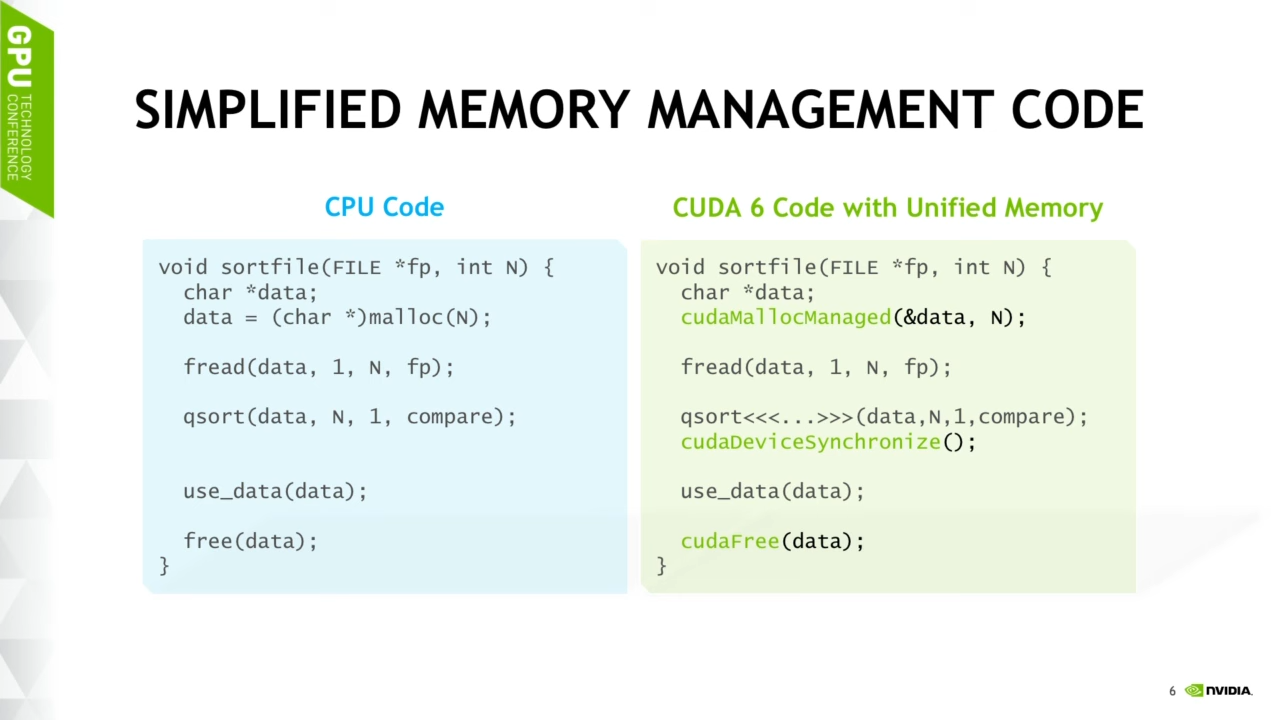 GPU TECHNOLOGY
CONFERENCE
SIMPLIFIED MEMORY MANAGEMENT CODE
CPU Code
void sortfile(FILE *fp, int N) {
  char *data;
  data = (char *)malloc(N);
  fread(data, 1, N, fp);
  qsort(data, N, 1, compare);
  use_data(data);
  free(data);
}
CUDA 6 Code with Unified Memory
void sortfile(FILE *fp, int N) {
  char *data;
  cudaMallocManaged(&data, N);
  fread(data, 1, N, fp);
  qsort<<<...>>>(data,N,1,compare);
  cudaDeviceSynchronize();
  use_data(data);
  cudaFree(data);
}
6 NVIDIA.